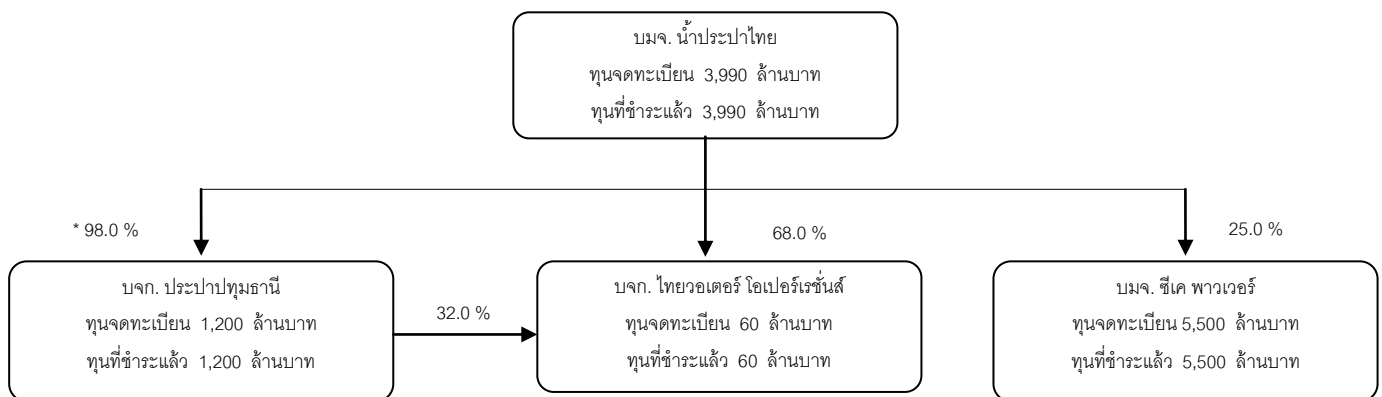 บมจ. น้ำประปาไทย
ทุนจดทะเบียน 3,990 ล้านบาท
ทุนที่ชำระแล้ว 3,990 ล้านบาท
* 98.0 %
68.0 %
25.0 %
บจก. ประปาปทุมธานี
ทุนจดทะเบียน 1,200 ล้านบาท
ทุนที่ชำระแล้ว 1,200 ล้านบาท
32.0 %
บจก. ไทยวอเตอร์ โอเปอร์เรชั่นส์
ทุนจดทะเบียน 60 ล้านบาท
ทุนที่ชำระแล้ว 60 ล้านบาท
บมจ. ซีเค พาวเวอร์
ทุนจดทะเบียน 5,500 ล้านบาท
ทุนที่ชำระแล้ว 5,500 ล้านบาท